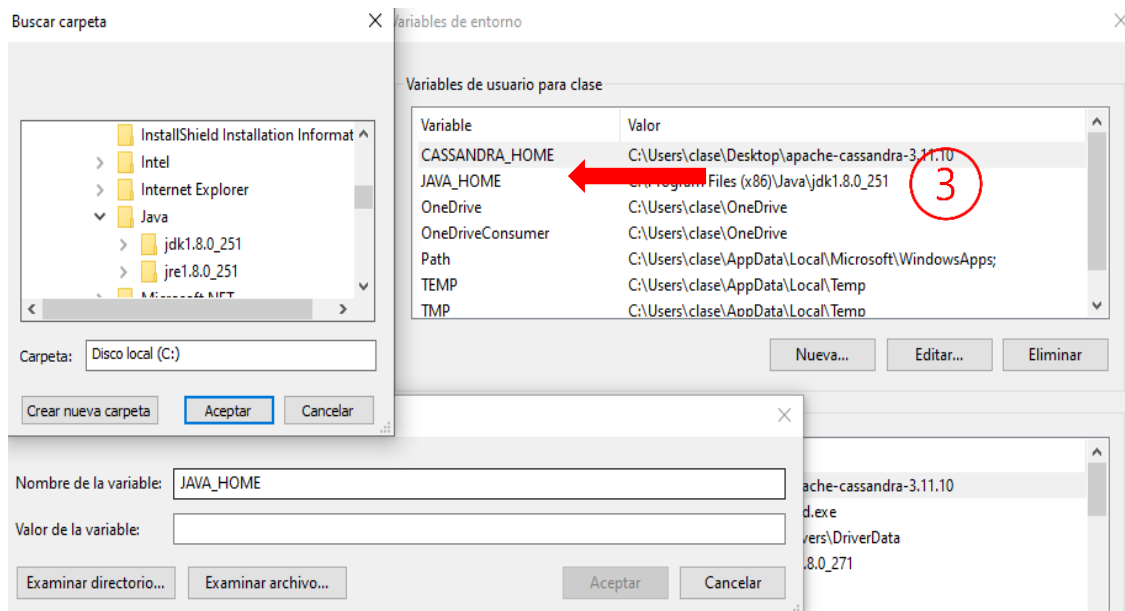 Buscar carpeta
InstallShield Installation Informat
Intel
Internet Explorer
Java
jdk1.8.0_251
jre1.8.0_251
Microsoft.NET
Carpeta: Disco local (C:)
Crear nueva carpeta Aceptar Cancelar
Variables de entorno
Variables de usuario para clase
Variable Valor
CASSANDRA_HOME C:\Users\clase\Desktop\apache-cassandra-3.11.10
JAVA_HOME C:\Program Files (x86)\Java\jdk1.8.0_251
3
OneDrive C:\Users\clase\OneDrive
OneDriveConsumer C:\Users\clase\OneDrive
Path C:\Users\clase\AppData\Local\Microsoft\WindowsApps;
TEMP C:\Users\clase\AppData\Local\Temp
TMP C:\Users\clase\AppData\Local\Temp
Nueva... Editar... Eliminar
Nombre de la variable: JAVA_HOME
Valor de la variable:
Examinar directorio... Examinar archivo... Aceptar Cancelar
ache-cassandra-3.11.10
d.exe
vers\DriverData
.8.0_271